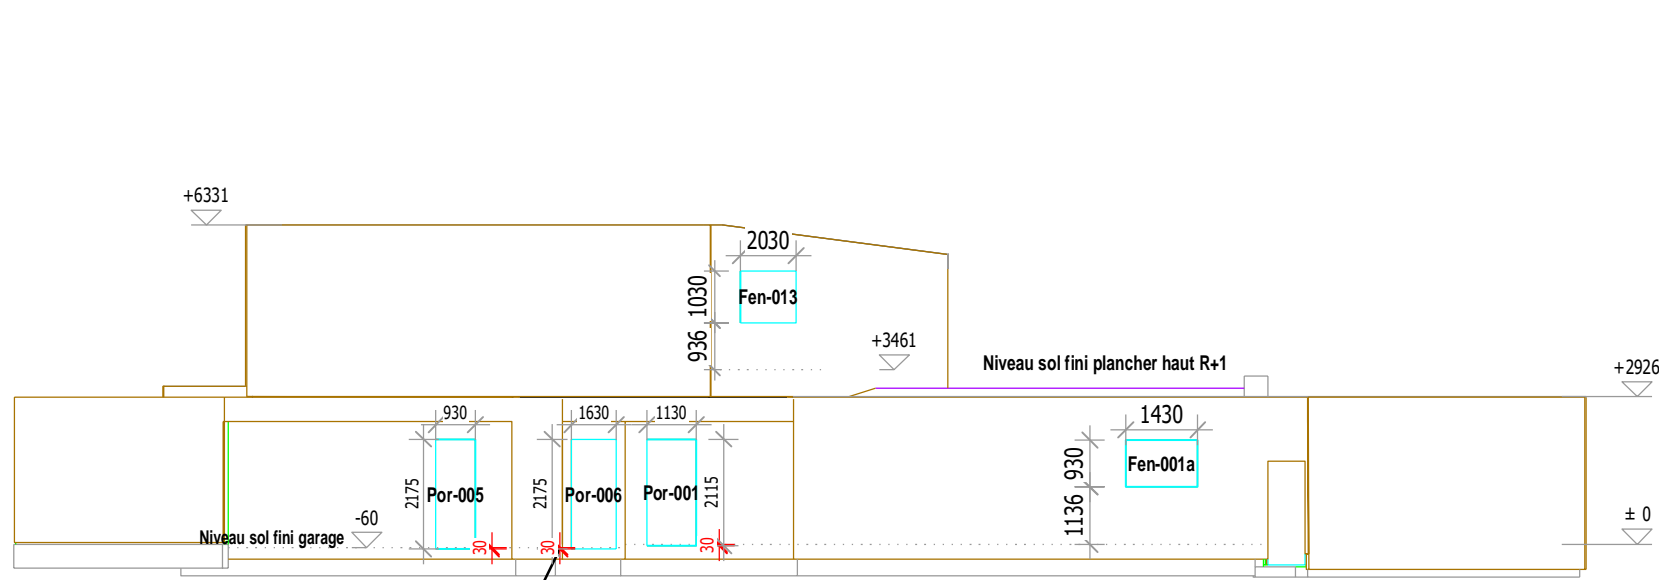 +6331
2030
1030
Fen-013
936
+3461
Niveau sol fini plancher haut R+1
+2926
930
1630
1130
1430
2175
Por-005
2175
Por-006
Por-001
2115
930
Fen-001a
1136
Niveau sol fini garage
-60
30
30
30
± 0